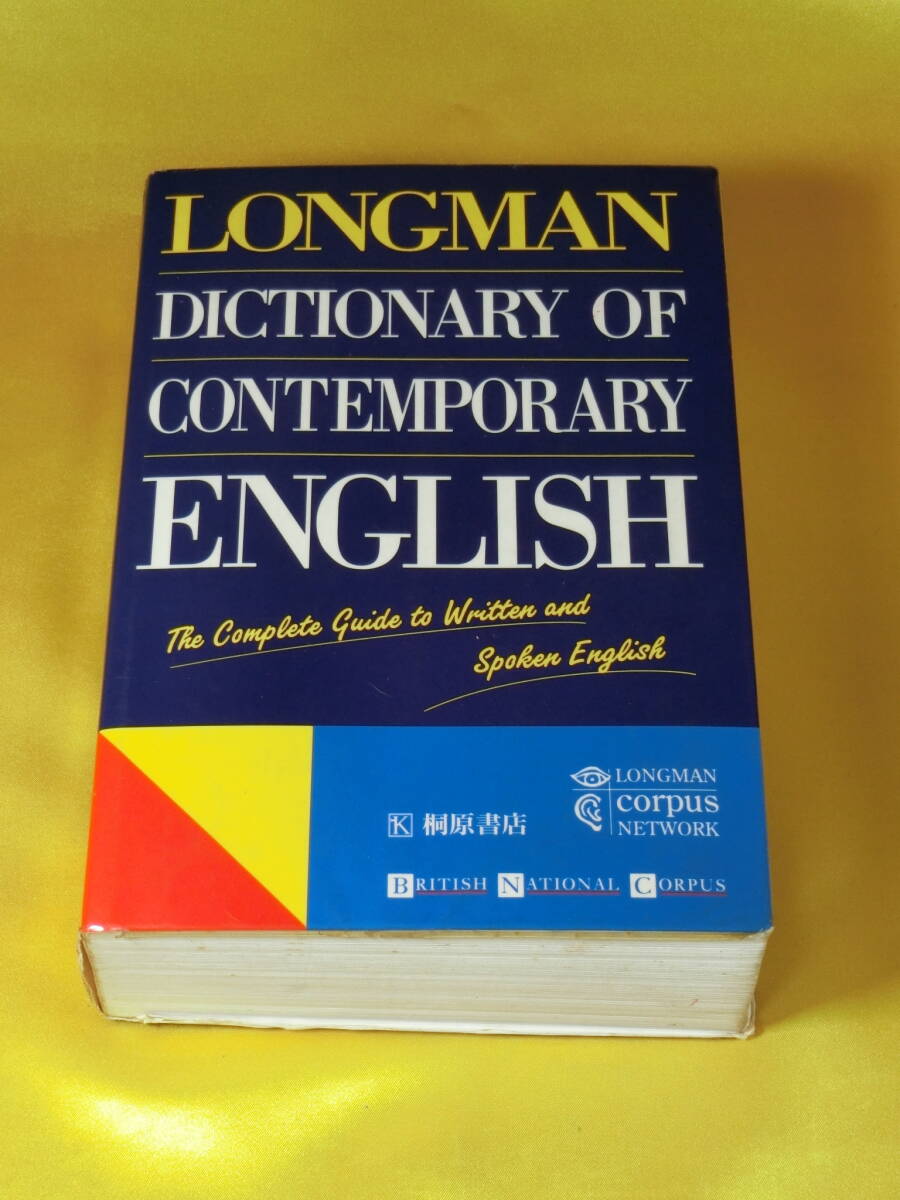 LONGMAN
DICTIONARY OF
CONTEMPORARY
ENGLISH
The Complete Guide to Written and
Spoken English
LONGMAN
corpus
NETWORK
K 桐原書店
BRITISH NATIONAL CORPUS